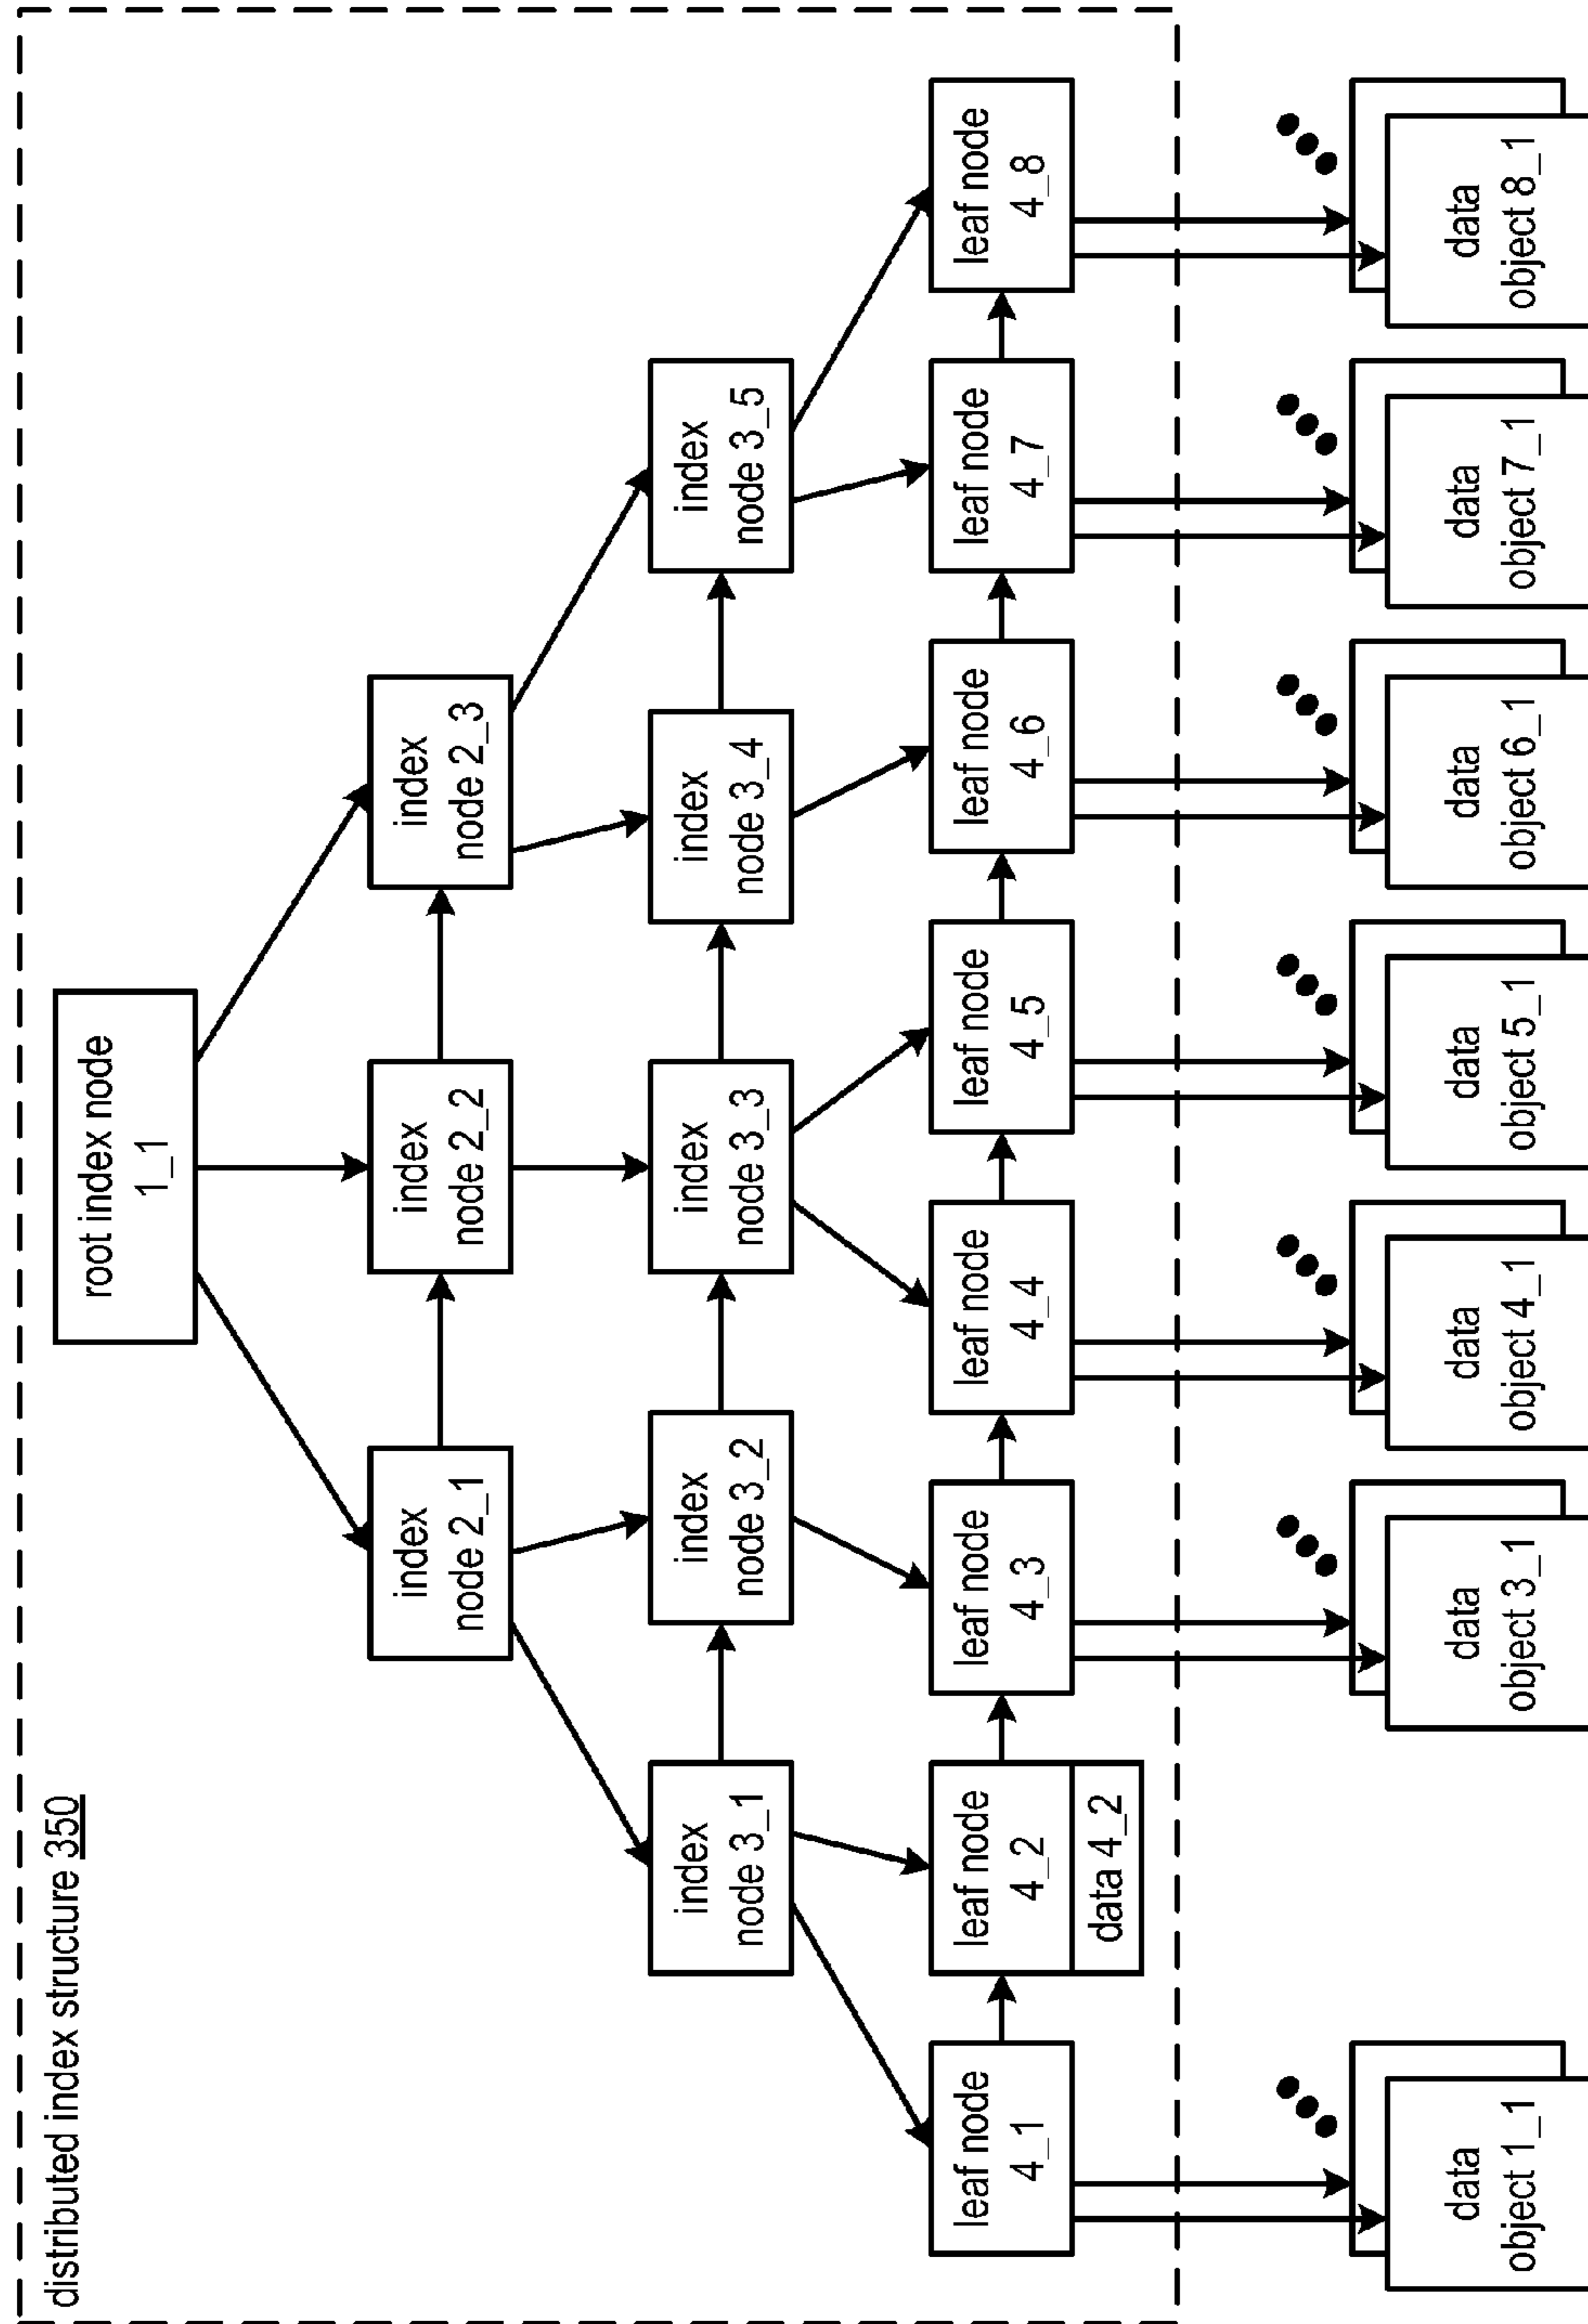 distributed index structure 350
root index node
1_1
index
node 2_1
index
node 2_2
index
node 2_3
index
node 3_1
index
node 3_2
index
node 3_3
index
node 3_4
index
node 3_5
leaf node
4_1
leaf node
4_2
data 4_2
leaf node
4_3
leaf node
4_4
leaf node
4_5
leaf node
4_6
leaf node
4_7
leaf node
4_8
data
object 1_1
data
object 3_1
data
object 4_1
data
object 5_1
data
object 6_1
data
object 7_1
data
object 8_1